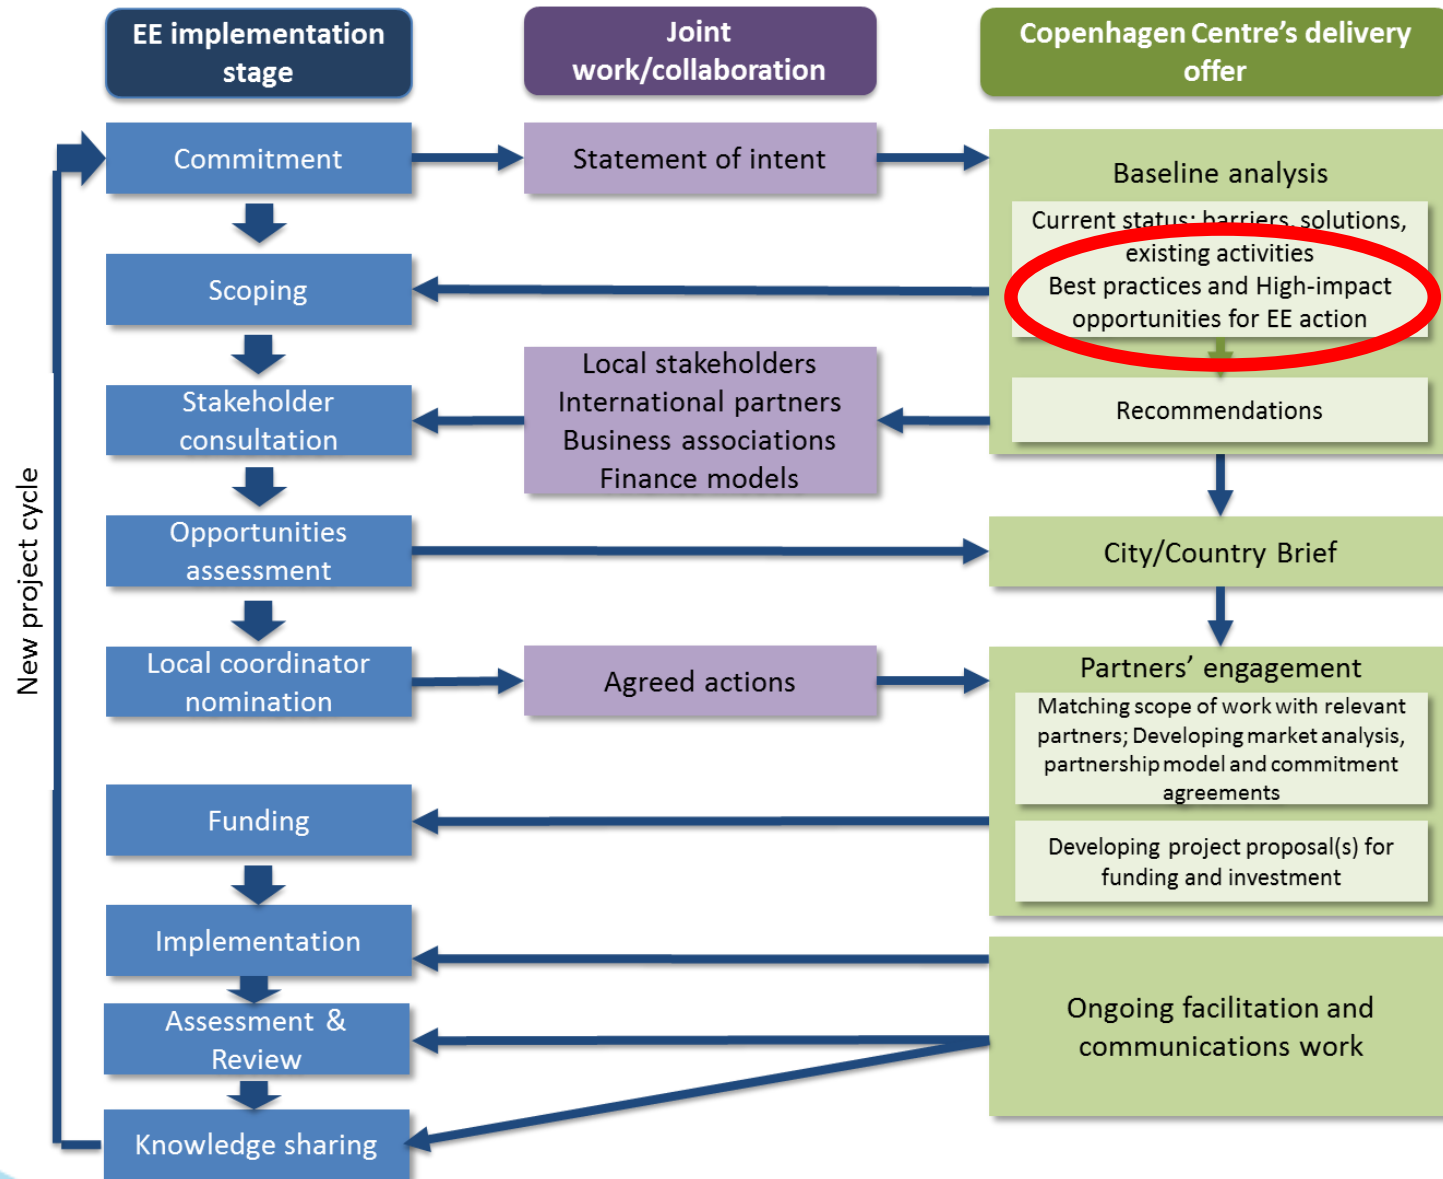 EE implementation
stage
Joint
work/collaboration
Copenhagen Centre's delivery
offer
Commitment
Statement of intent
Baseline analysis
Current status: barriers, solutions,
existing activities
Best practices and High-impact
opportunities for EE action
Scoping
Recommendations
Stakeholder
consultation
Local stakeholders
International partners
Business associations
Finance models
Opportunities
assessment
City/Country Brief
Local coordinator
nomination
Agreed actions
Partners' engagement
Matching scope of work with relevant
partners; Developing market analysis,
partnership model and commitment
agreements
Funding
Developing project proposal(s) for
funding and investment
Implementation
Assessment &
Review
Ongoing facilitation and
communications work
Knowledge sharing
New project cycle